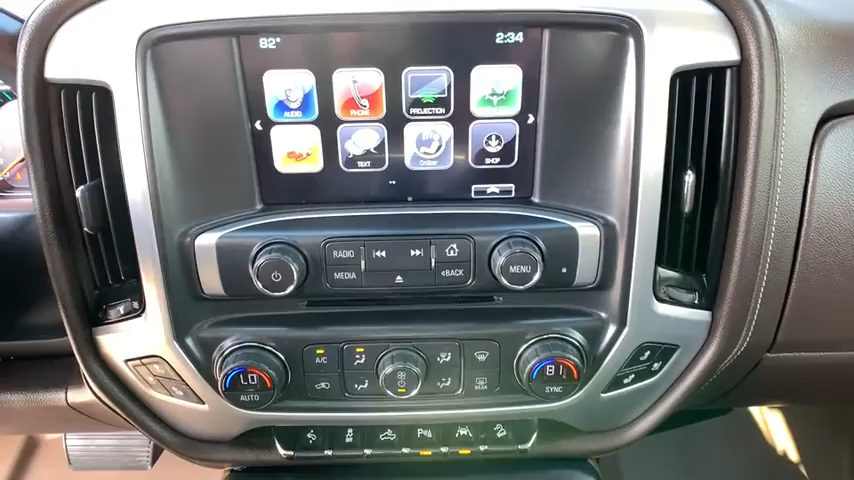 82°
2:34
AUDIO
PHONE
PROJECTION
TEXT
OnStar
SHOP
RADIO
MEDIA
BACK
MENU
A/C
REAR
LO
AUTO
81
SYNC